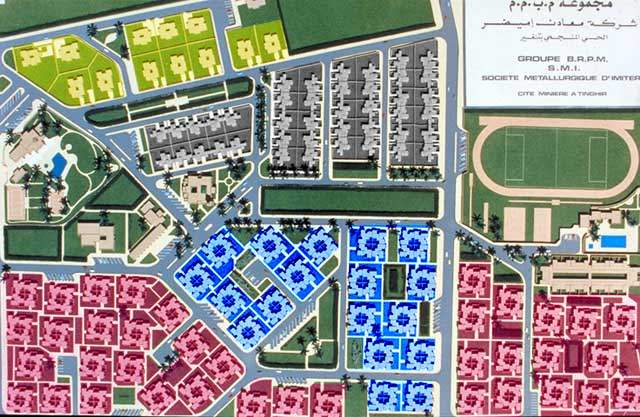 مجموعة م.ب.م.م
شركة معادن إميضر
الحي المنجمي بتنغير
GROUPE B.R.P.M.
S.M.I.
SOCIETE METALLURGIQUE D'IMITER
CITE MINIERE A TINGHIR